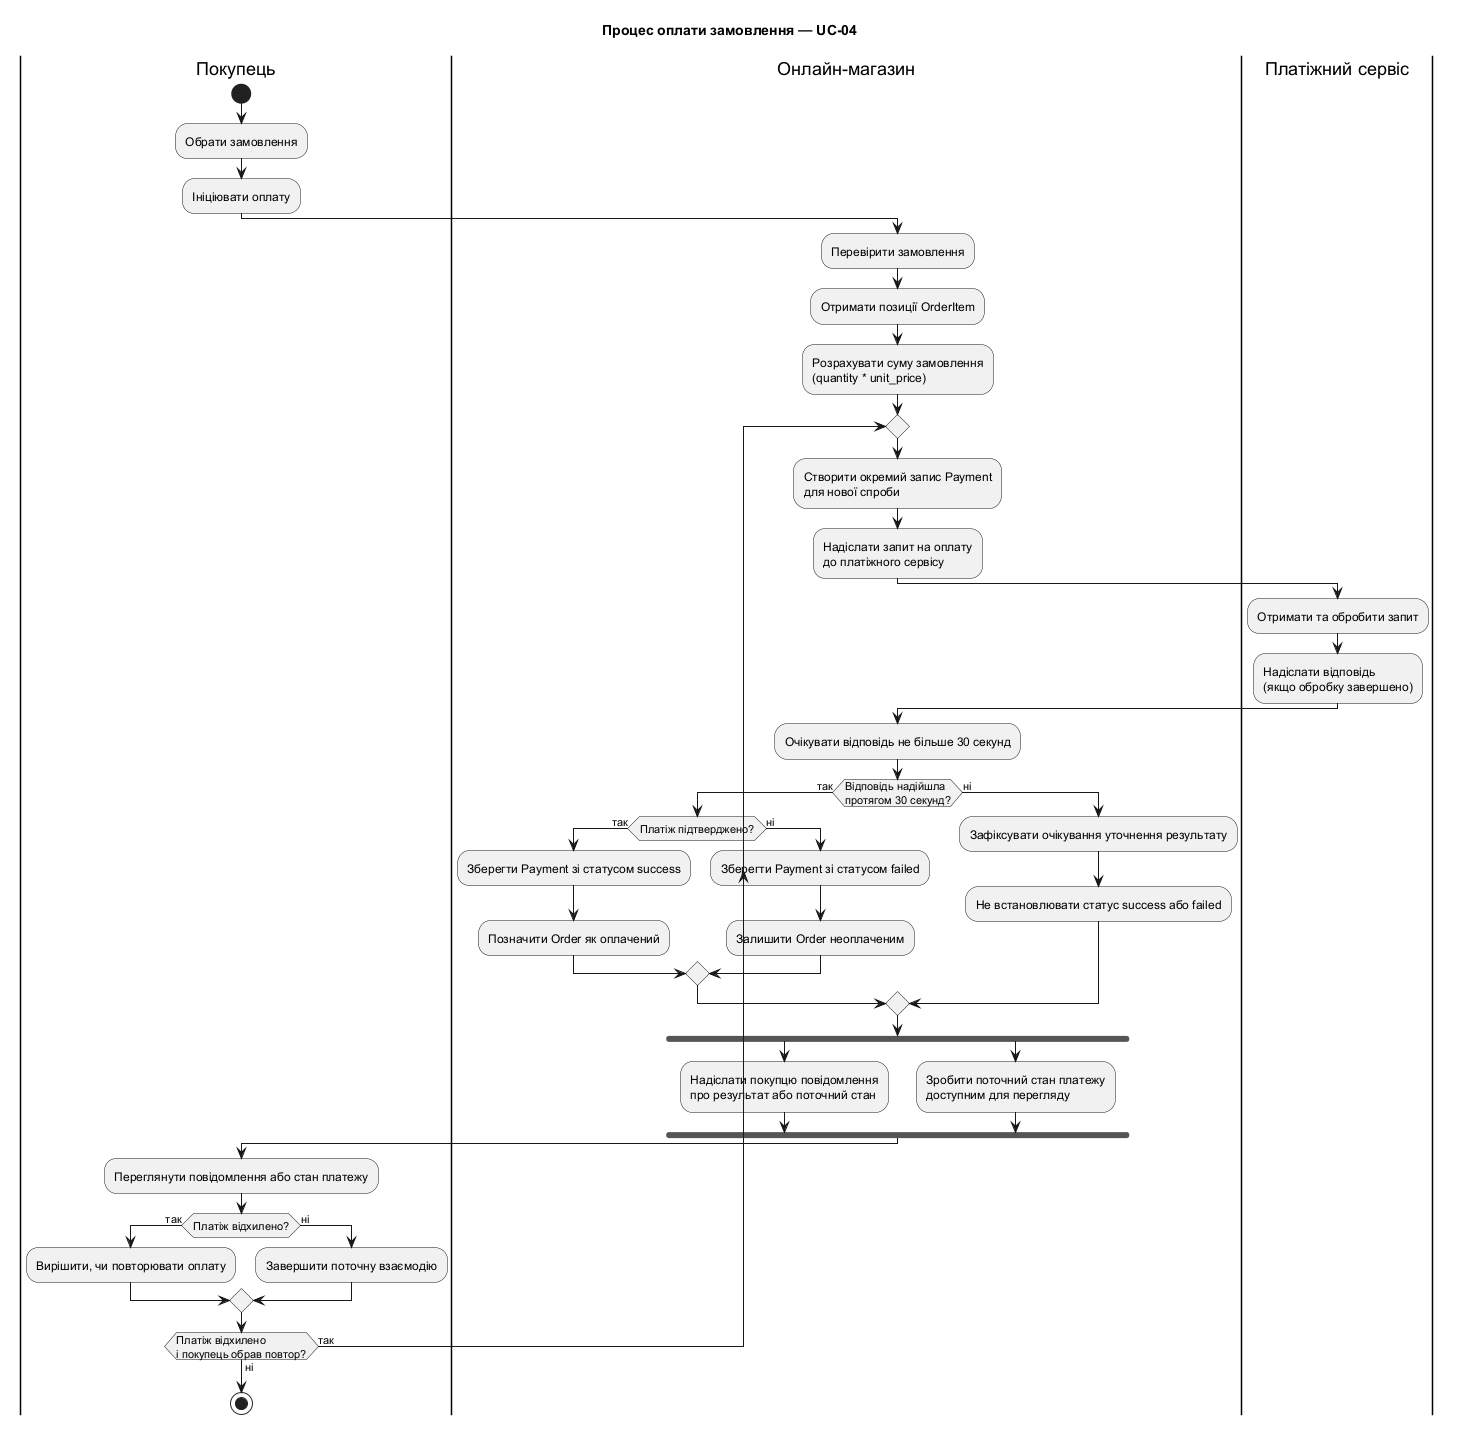 Процес оплати замовлення — UC-04
Покупець
Онлайн-магазин
Платіжний сервіс
Обрати замовлення
Ініціювати оплату
Перевірити замовлення
Отримати позиції OrderItem
Розрахувати суму замовлення
(quantity * unit_price)
Створити окремий запис Payment
для нової спроби
Надіслати запит на оплату
до платіжного сервісу
Отримати та обробити запит
Надіслати відповідь
(якщо обробку завершено)
Очікувати відповідь не більше 30 секунд
так
Відповідь надійшла
протягом 30 секунд?
ні
так
Платіж підтверджено?
ні
Зафіксувати очікування уточнення результату
Зберегти Payment зі статусом success
Зберегти Payment зі статусом failed
Не встановлювати статус success або failed
Позначити Order як оплачений
Залишити Order неоплаченим
Надіслати покупцю повідомлення
про результат або поточний стан
Зробити поточний стан платежу
доступним для перегляду
Переглянути повідомлення або стан платежу
так
Платіж відхилено?
ні
Вирішити, чи повторювати оплату
Завершити поточну взаємодію
Платіж відхилено
і покупець обрав повтор?
так
ні